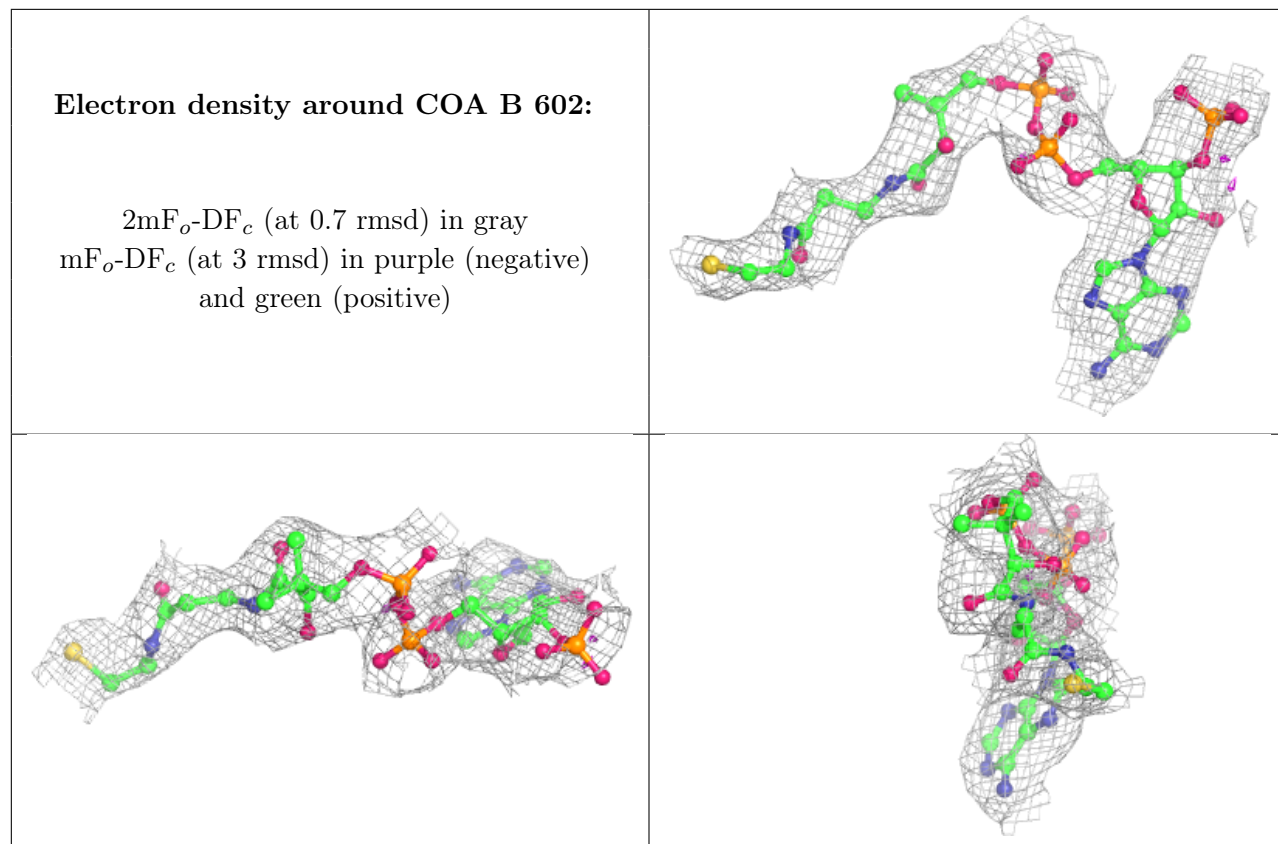 Electron density around COA B 602:
2mFo-DFc (at 0.7 rmsd) in gray
mFo-DFc (at 3 rmsd) in purple (negative)
and green (positive)